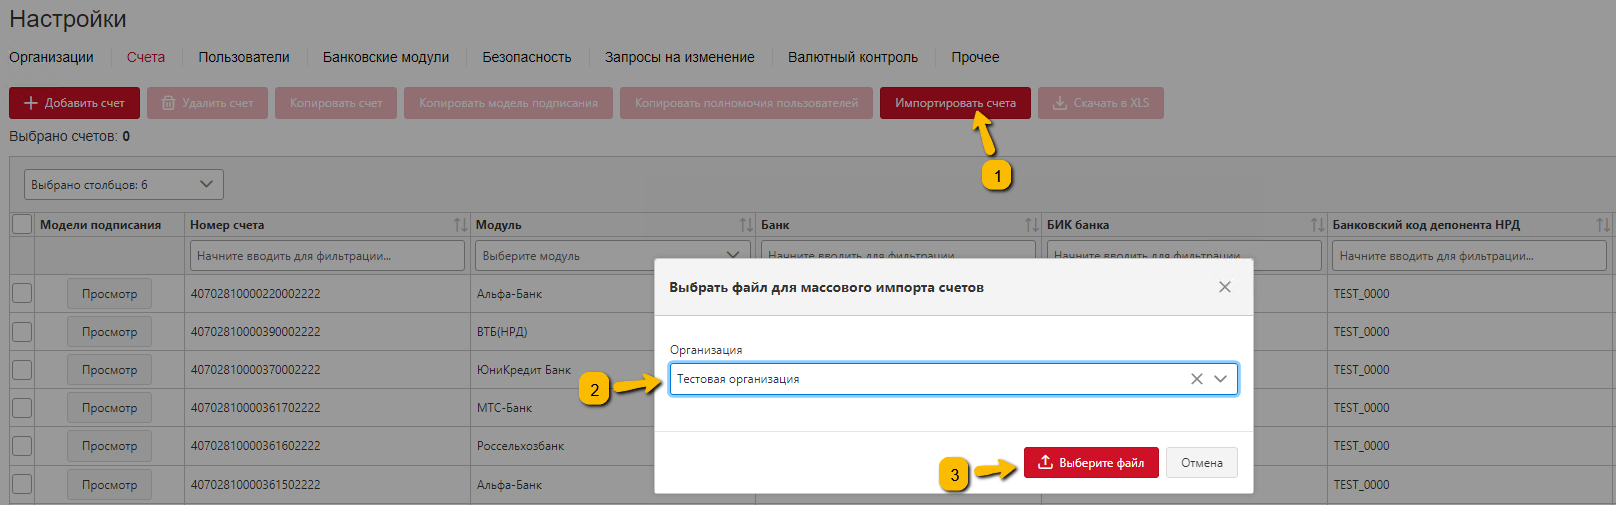 Настройки
Организации Счета Пользователи Банковские модули Безопасность Запросы на изменение Валютный контроль Прочее
Добавить счет Удалить счет Копировать счет Копировать модель подписания Копировать полномочия пользователей Импортировать счета Скачать в XLS
Выбрано счетов: 0
1
Выбрано столбцов: 6
Модели подписания Номер счета Модуль Банк БИК банка Банковский код депонента НРД
Начните вводить для фильтрации... Выберите модуль Начните вводить для фильтрации Начните вводить для фильтрации Начните вводить для фильтрации...
Просмотр 40702810000220002222 Альфа-Банк TEST_0000
Просмотр 40702810000390002222 ВТБ(НРД) TEST_0000
Просмотр 40702810000370002222 ЮниКредит Банк TEST_0000
Просмотр 40702810000361702222 МТС-Банк TEST_0000
Просмотр 40702810000361602222 Россельхозбанк TEST_0000
Просмотр 40702810000361502222 Альфа-Банк TEST_0000
Выбрать файл для массового импорта счетов
Организация
2 Тестовая организация
3 Выберите файл Отмена